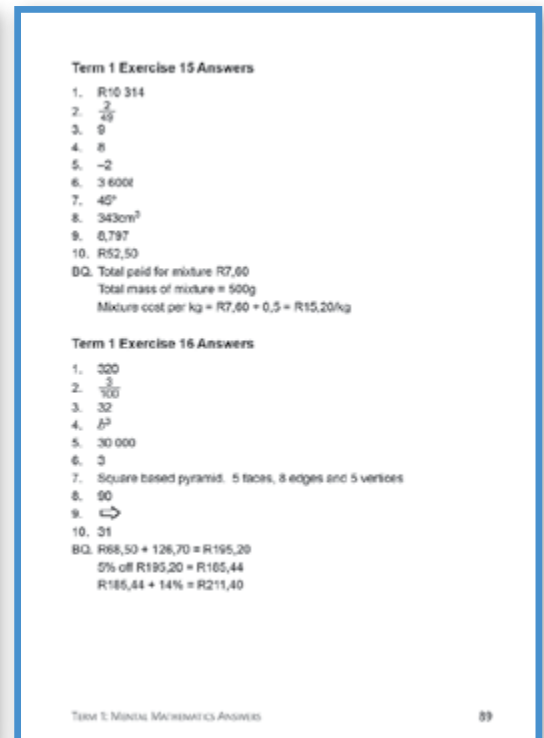 Term 1 Exercise 15 Answers
1. R10 314
2. 2/49
3. 9
4. 8
5. –2
6. 3 600ℓ
7. 45°
8. 343cm³
9. 8,797
10. R52,50
BQ. Total paid for mixture R7,60
Total mass of mixture = 500g
Mixture cost per kg = R7,60 ÷ 0,5 = R15,20/kg
Term 1 Exercise 16 Answers
1. 320
2. 3/100
3. 32
4. b³
5. 30 000
6. 3
7. Square based pyramid. 5 faces, 8 edges and 5 vertices
8. 90
9. ⇨
10. 31
BQ. R68,50 + 126,70 = R195,20
5% off R195,20 = R185,44
R185,44 + 14% = R211,40
Term 1: Mental Mathematics Answers
89